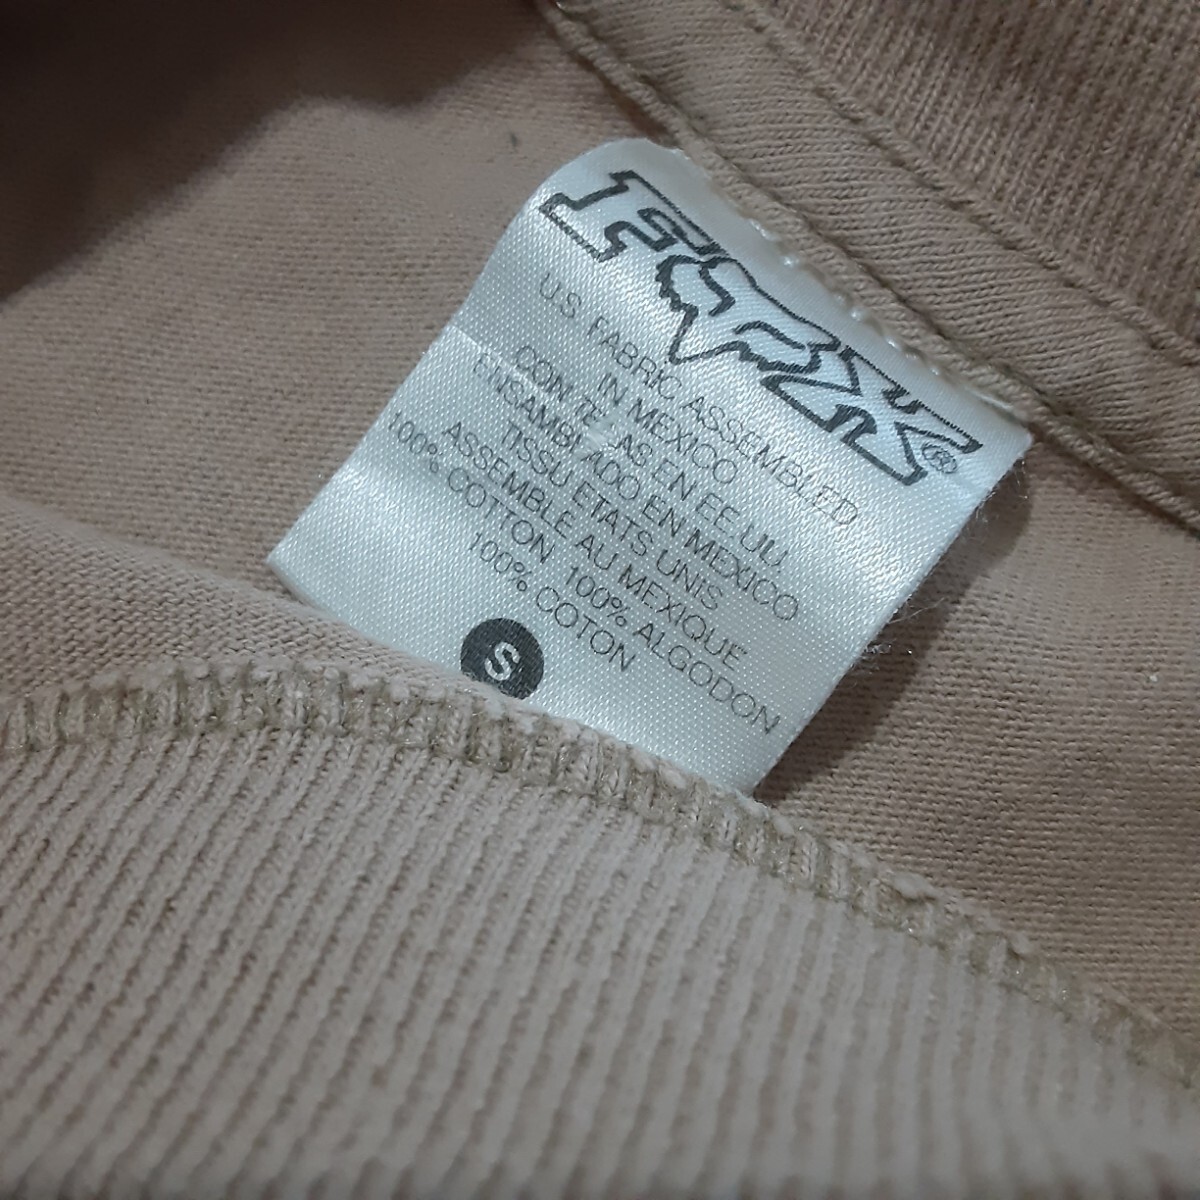 FOX®
U.S. FABRIC ASSEMBLED
IN MEXICO
CON TELAS EN EE.UU.
ENSAMBLADO EN MEXICO
TISSU ETATS UNIS
ASSEMBLE AU MEXIQUE
100% COTTON 100% ALGODON
100% COTON
S